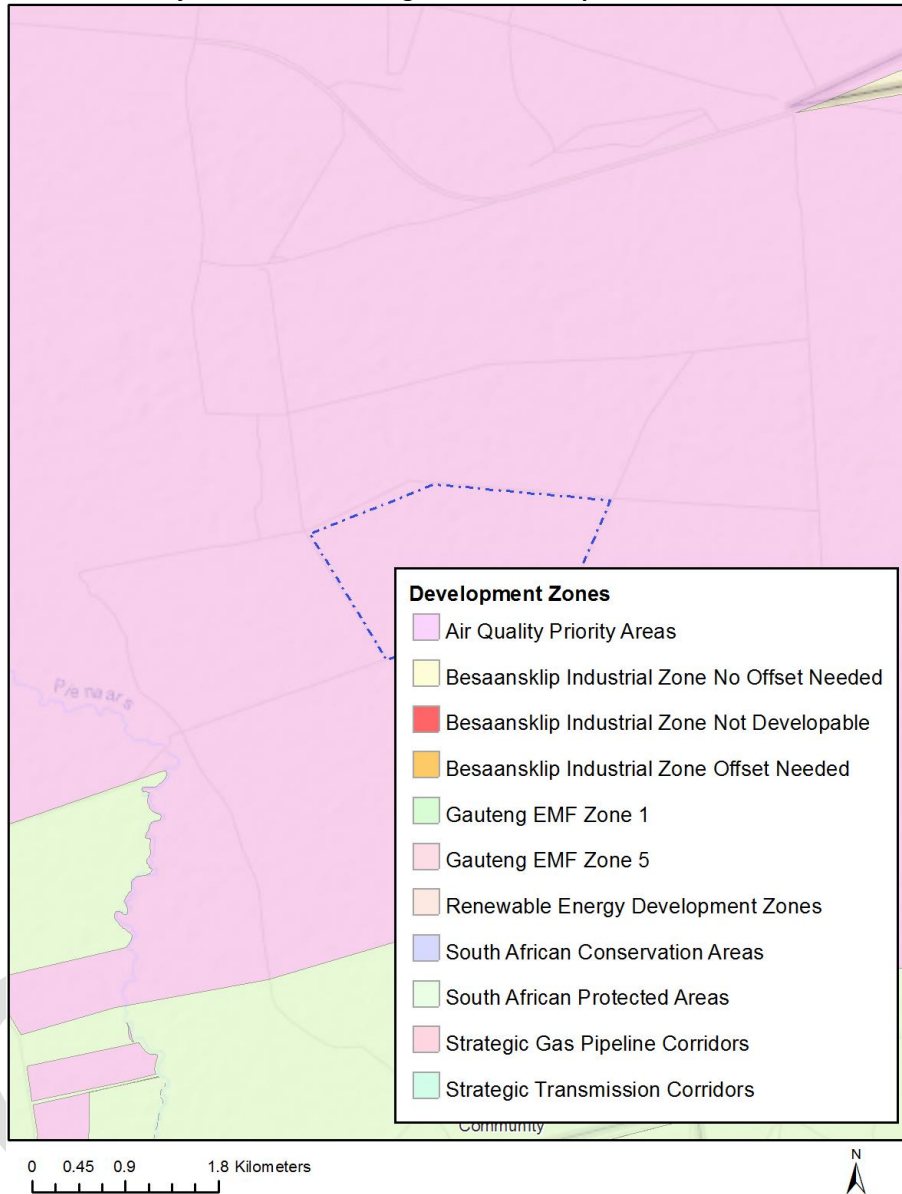 Pienaars
Development Zones
Air Quality Priority Areas
Besaansklip Industrial Zone No Offset Needed
Besaansklip Industrial Zone Not Developable
Besaansklip Industrial Zone Offset Needed
Gauteng EMF Zone 1
Gauteng EMF Zone 5
Renewable Energy Development Zones
South African Conservation Areas
South African Protected Areas
Strategic Gas Pipeline Corridors
Strategic Transmission Corridors
Community
0 0.45 0.9 1.8 Kilometers
N